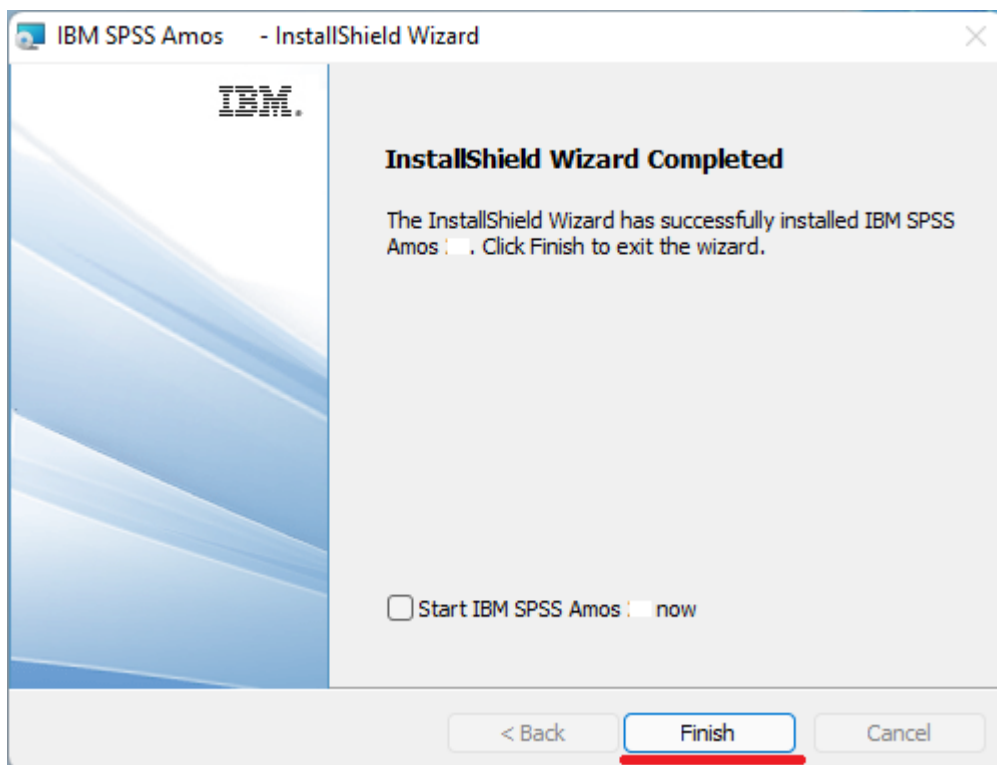 IBM SPSS Amos - InstallShield Wizard
IBM.
InstallShield Wizard Completed
The InstallShield Wizard has successfully installed IBM SPSS
Amos . Click Finish to exit the wizard.
Start IBM SPSS Amos now
< Back
Finish
Cancel